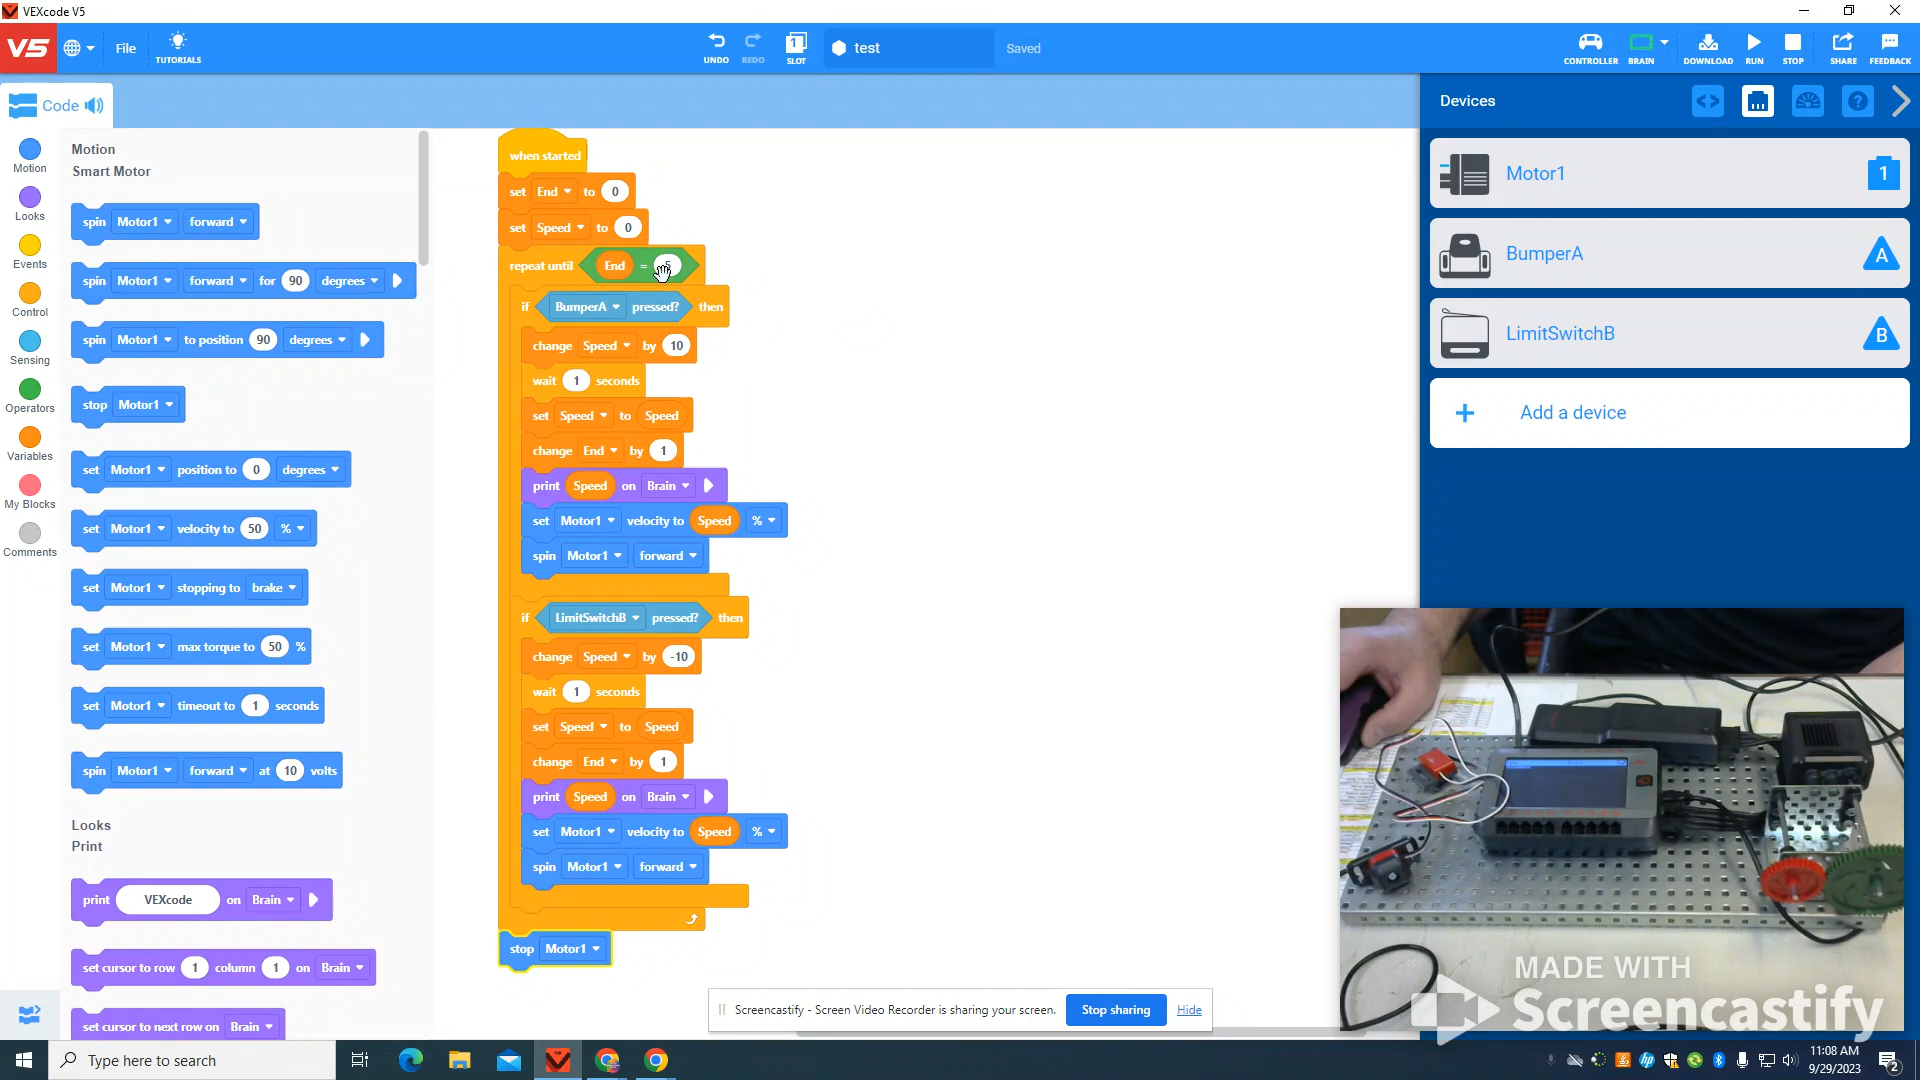 VEXcode V5
V5
File
TUTORIALS
UNDO
REDO
1
SLOT
test
Saved
CONTROLLER
BRAIN
DOWNLOAD
RUN
STOP
SHARE
FEEDBACK
Code
Motion
Looks
Events
Control
Sensing
Operators
Variables
My Blocks
Comments
Motion
Smart Motor
spin Motor1 forward
spin Motor1 forward for 90 degrees
spin Motor1 to position 90 degrees
stop Motor1
set Motor1 position to 0 degrees
set Motor1 velocity to 50 %
set Motor1 stopping to brake
set Motor1 max torque to 50 %
set Motor1 timeout to 1 seconds
spin Motor1 forward at 10 volts
Looks
Print
print VEXcode on Brain
set cursor to row 1 column 1 on Brain
set cursor to next row on Brain
when started
set End to 0
set Speed to 0
repeat until End =
if BumperA pressed? then
change Speed by 10
wait 1 seconds
set Speed to Speed
change End by 1
print Speed on Brain
set Motor1 velocity to Speed %
spin Motor1 forward
if LimitSwitchB pressed? then
change Speed by -10
wait 1 seconds
set Speed to Speed
change End by 1
print Speed on Brain
set Motor1 velocity to Speed %
spin Motor1 forward
stop Motor1
Devices
Motor1 1
BumperA A
LimitSwitchB B
+ Add a device
MADE WITH
Screencastify
Screencastify - Screen Video Recorder is sharing your screen.
Stop sharing
Hide
Type here to search
11:08 AM
9/29/2023
2